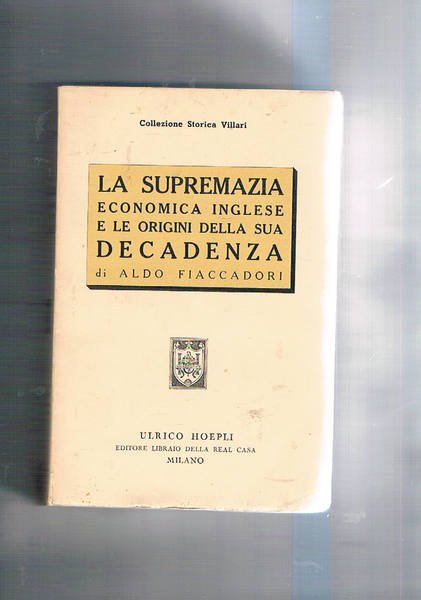 Collezione Storica Villari
LA SUPREMAZIA
ECONOMICA INGLESE
E LE ORIGINI DELLA SUA
DECADENZA
di ALDO FIACCADORI
ULRICO HOEPLI
EDITORE LIBRAIO DELLA REAL CASA
MILANO